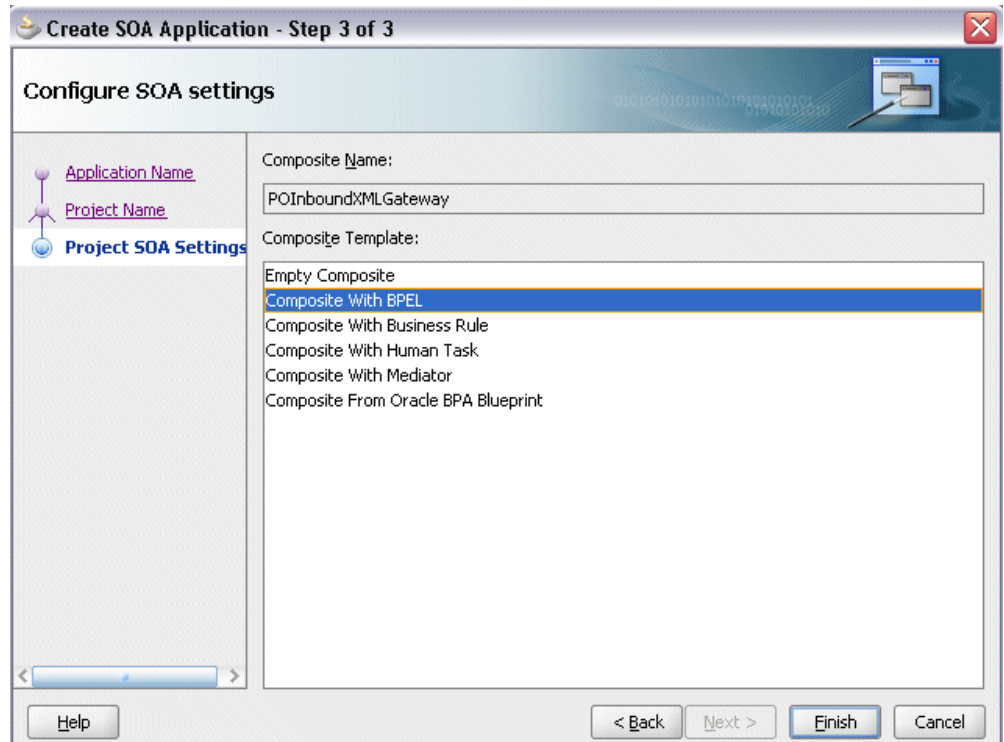 Create SOA Application - Step 3 of 3
Configure SOA settings
Application Name
Project Name
Project SOA Settings
Composite Name:
POInboundXMLGateway
Composite Template:
Empty Composite
Composite With BPEL
Composite With Business Rule
Composite With Human Task
Composite With Mediator
Composite From Oracle BPA Blueprint
Help
< Back
Next >
Finish
Cancel